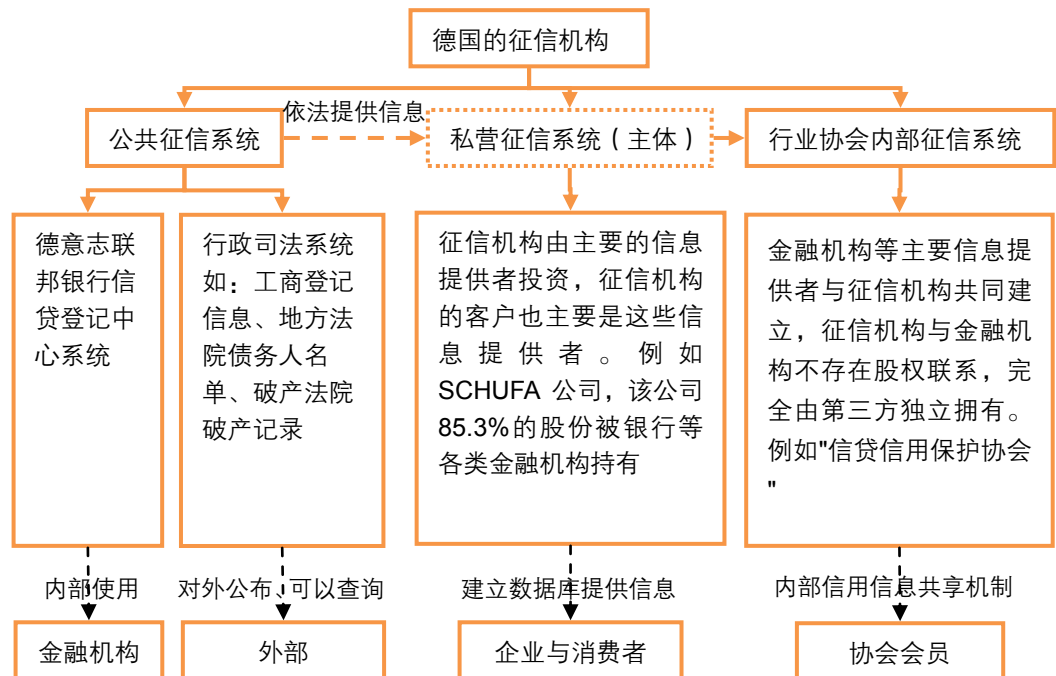 德国的征信机构
依法提供信息
公共征信系统
私营征信系统（主体）
行业协会内部征信系统
德意志联
邦银行信
贷登记中
心系统
行政司法系统
如：工商登记
信息、地方法
院债务人名
单、破产法院
破产记录
征信机构由主要的信息
提供者投资，征信机构
的客户也主要是这些信
息提供者。例如
SCHUFA 公司，该公司
85.3%的股份被银行等
各类金融机构持有
金融机构等主要信息提
供者与征信机构共同建
立，征信机构与金融机
构不存在股权联系，完
全由第三方独立拥有。
例如"信贷信用保护协会
"
内部使用
对外公布、可以查询
建立数据库提供信息
内部信用信息共享机制
金融机构
外部
企业与消费者
协会会员